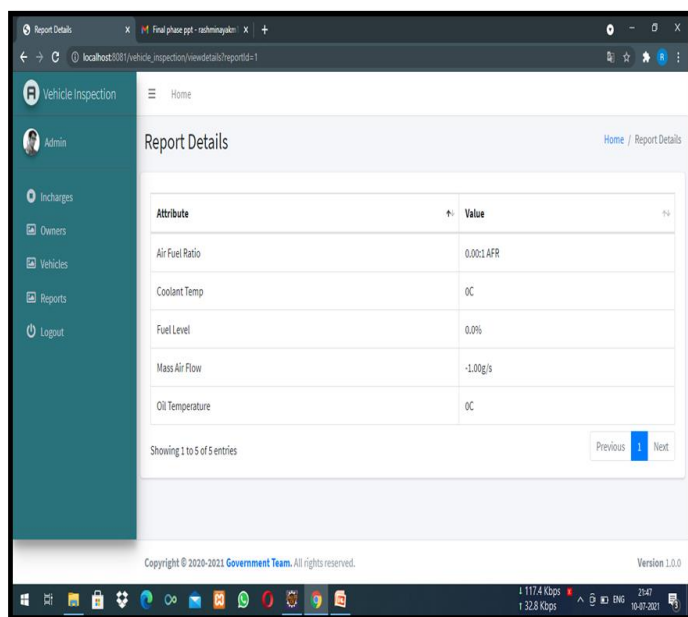 Report Details
Final phase ppt - rashminayakm
localhost:8081/vehicle_inspection/viewdetails?reportId=1
R
Vehicle Inspection
Home
Admin
Report Details
Home / Report Details
Incharges
Owners
Vehicles
Reports
Logout
Attribute Value
Air Fuel Ratio 0.00:1 AFR
Coolant Temp 0C
Fuel Level 0.0%
Mass Air Flow -1.00g/s
Oil Temperature 0C
Showing 1 to 5 of 5 entries
Previous 1 Next
Copyright © 2020-2021 Government Team. All rights reserved.
Version 1.0.0
↓ 117.4 Kbps
↑ 32.8 Kbps
ENG
21:47
10-07-2021